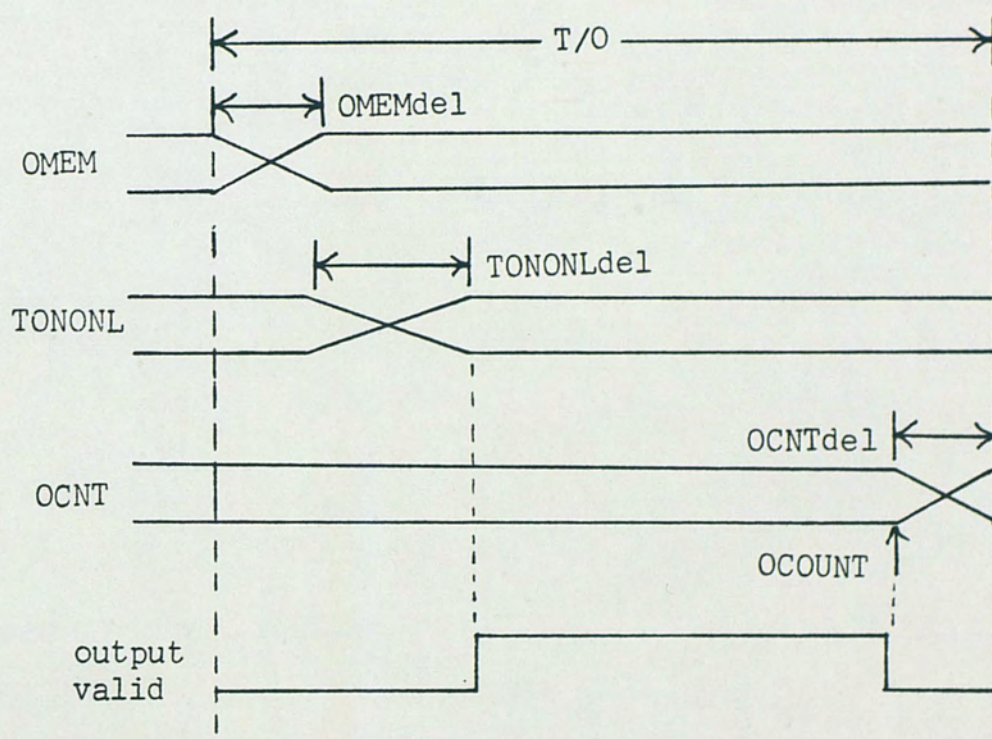 T/O
OMEMdel
OMEM
TONONLdel
TONONL
OCNTdel
OCNT
OCOUNT
output
valid